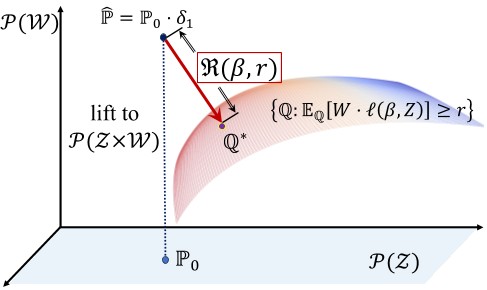 𝒫(𝒲)
ℙ̂ = ℙ₀ · δ₁
ℜ(β, r)
lift to
𝒫(𝒵×𝒲)
{ℚ: 𝔼_ℚ[W · ℓ(β, Z)] ≥ r}
ℚ*
ℙ₀
𝒫(𝒵)